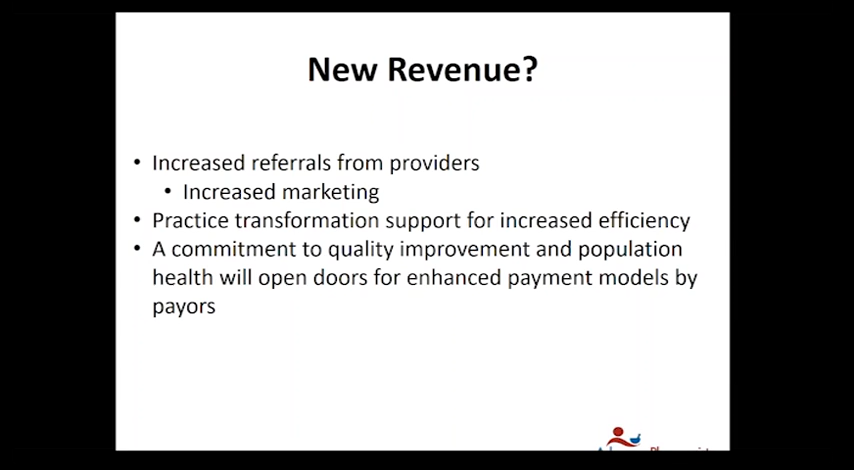 New Revenue?
• Increased referrals from providers
• Increased marketing
• Practice transformation support for increased efficiency
• A commitment to quality improvement and population
health will open doors for enhanced payment models by
payors